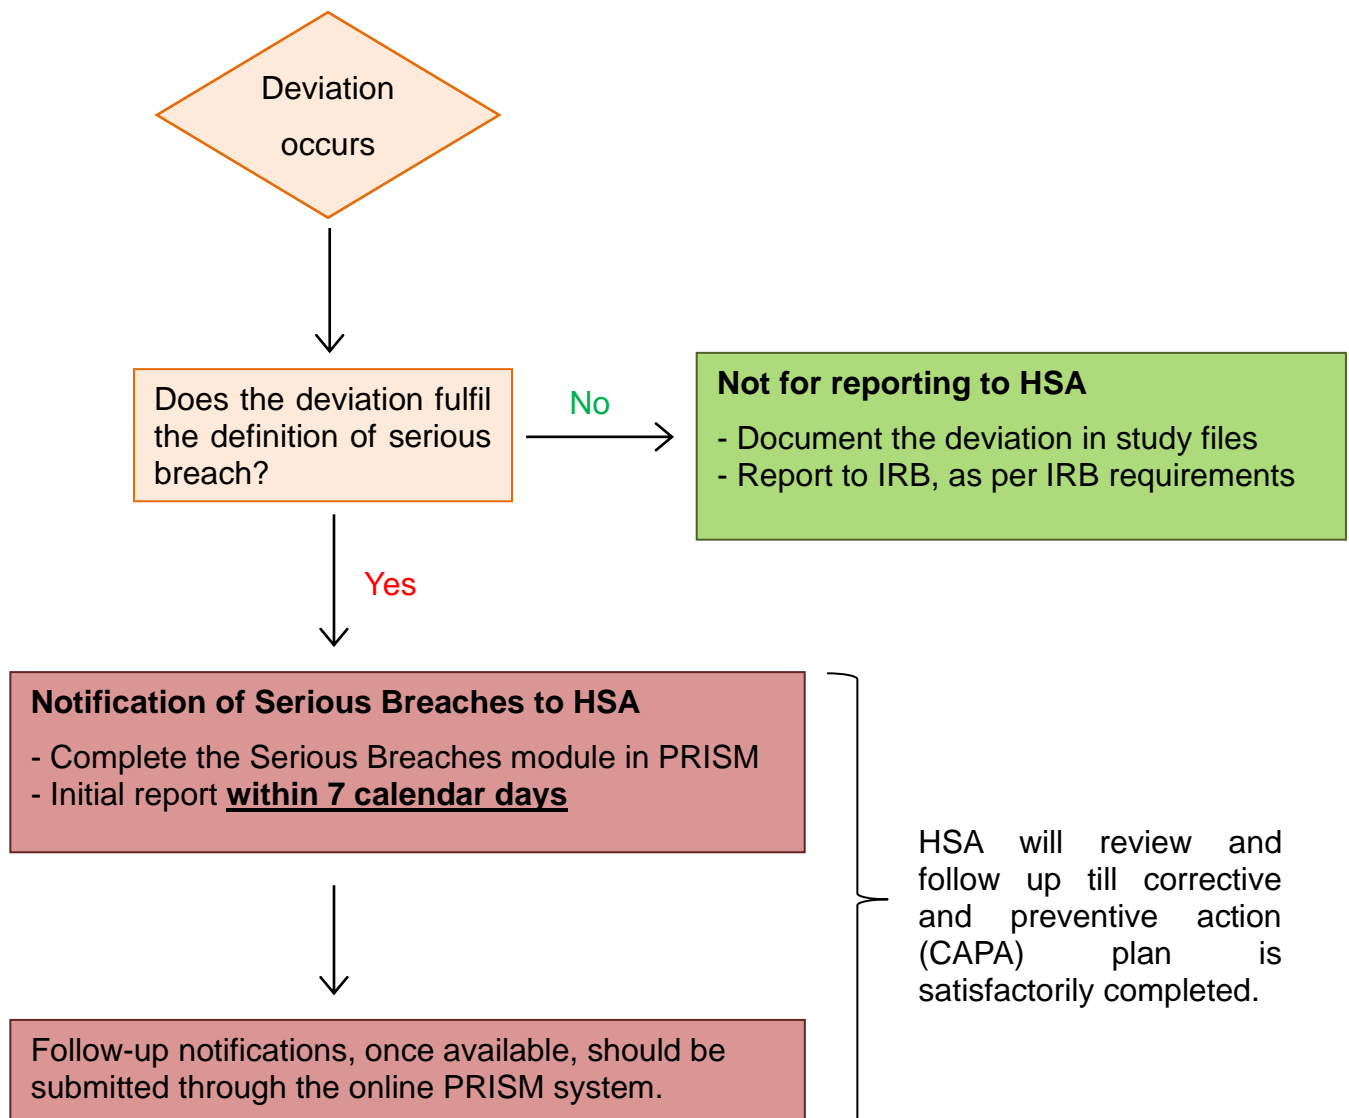 Deviation
occurs
Does the deviation fulfil
the definition of serious
breach?
No
Not for reporting to HSA
- Document the deviation in study files
- Report to IRB, as per IRB requirements
Yes
Notification of Serious Breaches to HSA
- Complete the Serious Breaches module in PRISM
- Initial report within 7 calendar days
HSA will review and
follow up till corrective
and preventive action
(CAPA) plan is
satisfactorily completed.
Follow-up notifications, once available, should be
submitted through the online PRISM system.